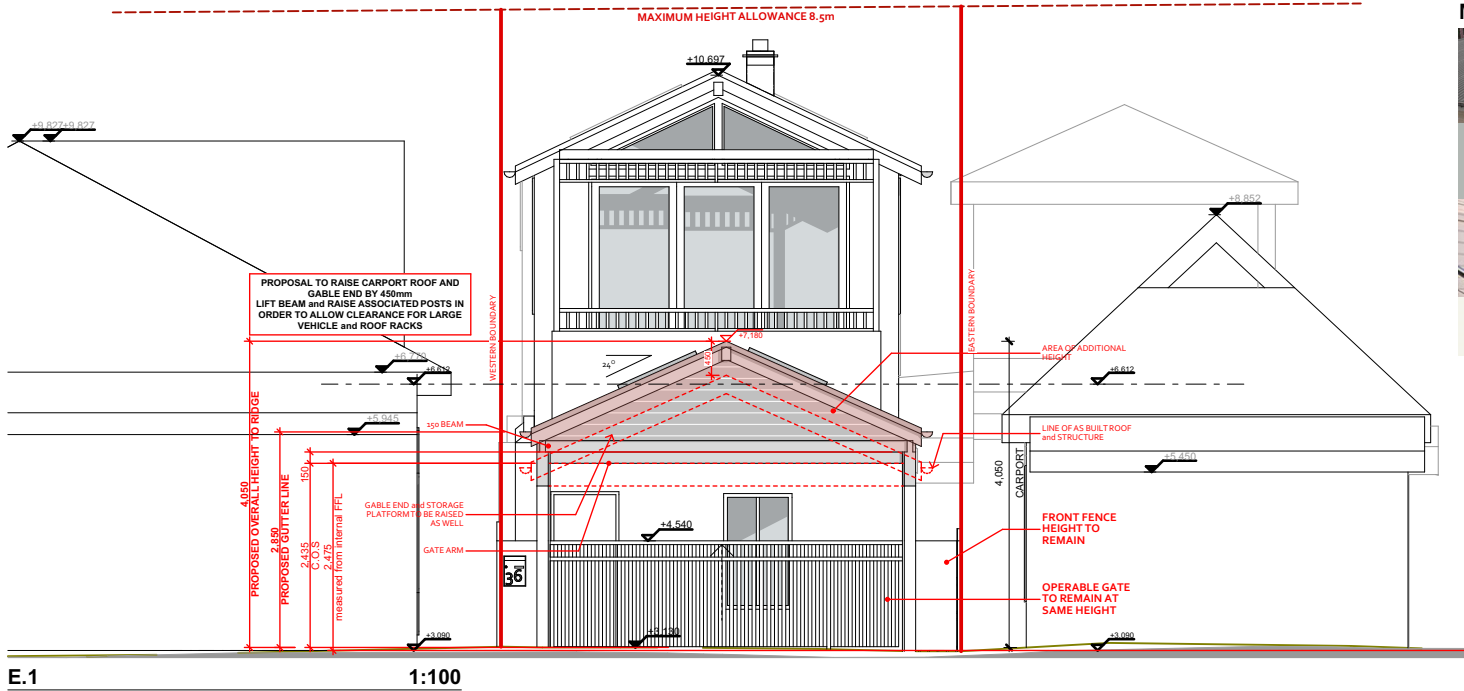 MAXIMUM HEIGHT ALLOWANCE 8.5m
+10,697
+9,827
+9,827
+8,852
PROPOSAL TO RAISE CARPORT ROOF AND
GABLE END BY 450mm
LIFT BEAM and RAISE ASSOCIATED POSTS IN
ORDER TO ALLOW CLEARANCE FOR LARGE
VEHICLE and ROOF RACKS
WESTERN BOUNDARY
EASTERN BOUNDARY
+7,180
450
24°
AREA OF ADDITIONAL
HEIGHT
+6,612
+6,612
+5,945
250 BEAM
LINE OF AS BUILT ROOF
and STRUCTURE
+5,450
4,050
PROPOSED OVERALL HEIGHT TO RIDGE
2,850
PROPOSED GUTTER LINE
150
2,435
C.O.S
2,475
measured from internal FFL
4,050
CARPORT
GABLE END and STORAGE
PLATFORM TO BE RAISED
AS WELL
GATE ARM
+4,540
FRONT FENCE
HEIGHT TO
REMAIN
36
OPERABLE GATE
TO REMAIN AT
SAME HEIGHT
+3,090
+3,130
+3,090
E.1
1:100